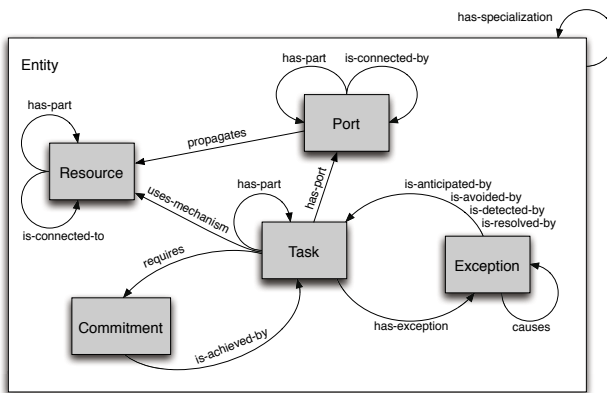 has-specialization
Entity
has-part
is-connected-by
Port
has-part
Resource
is-connected-to
propagates
uses-mechanism
has-part
has-port
Task
is-anticipated-by
is-avoided-by
is-detected-by
is-resolved-by
Exception
causes
has-exception
requires
Commitment
is-achieved-by